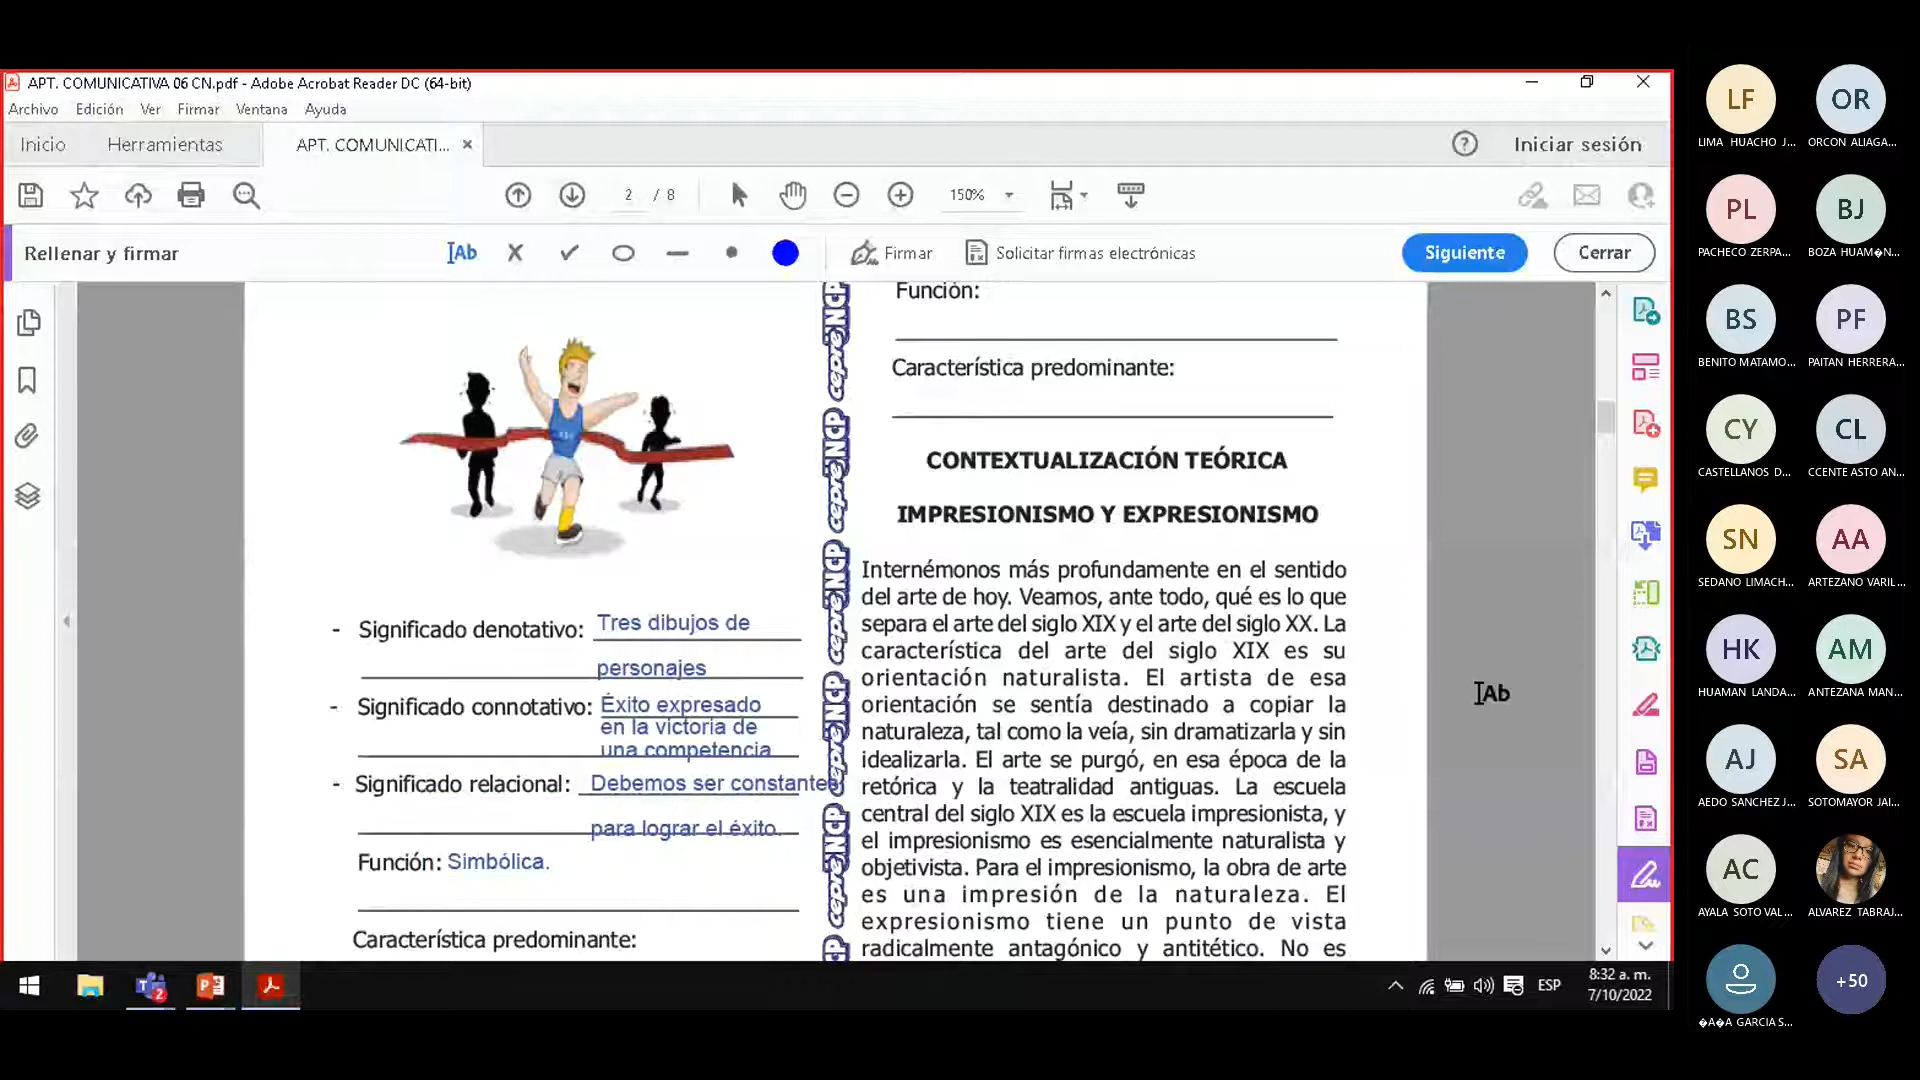 APT. COMUNICATIVA 06 CN.pdf - Adobe Acrobat Reader DC (64-bit)
Archivo Edición Ver Firmar Ventana Ayuda
Inicio Herramientas APT. COMUNICATI... × Iniciar sesión
2 / 8 150%
Rellenar y firmar
Ab
Firmar
Solicitar firmas electrónicas
Siguiente
Cerrar
- Significado denotativo: Tres dibujos de
personajes
- Significado connotativo: Éxito expresado
en la victoria de
una competencia
- Significado relacional: Debemos ser constantes
para lograr el éxito.
Función: Simbólica.
Característica predominante:
cepreNCP cepreNCP cepreNCP cepreNCP cepreNCP
Función:
Característica predominante:
CONTEXTUALIZACIÓN TEÓRICA
IMPRESIONISMO Y EXPRESIONISMO
Internémonos más profundamente en el sentido
del arte de hoy. Veamos, ante todo, qué es lo que
separa el arte del siglo XIX y el arte del siglo XX. La
característica del arte del siglo XIX es su
orientación naturalista. El artista de esa
orientación se sentía destinado a copiar la
naturaleza, tal como la veía, sin dramatizarla y sin
idealizarla. El arte se purgó, en esa época de la
retórica y la teatralidad antiguas. La escuela
central del siglo XIX es la escuela impresionista, y
el impresionismo es esencialmente naturalista y
objetivista. Para el impresionismo, la obra de arte
es una impresión de la naturaleza. El
expresionismo tiene un punto de vista
radicalmente antagónico y antitético. No es
Ab
ESP
8:32 a. m.
7/10/2022
LF OR
LIMA HUACHO J... ORCON ALIAGA...
PL BJ
PACHECO ZERPA... BOZA HUAM�N...
BS PF
BENITO MATAMO... PAITAN HERRERA...
CY CL
CASTELLANOS D... CCENTE ASTO AN...
SN AA
SEDANO LIMACH... ARTEZANO VARIL...
HK AM
HUAMAN LANDA... ANTEZANA MAN...
AJ SA
AEDO SANCHEZ J... SOTOMAYOR JAI...
AC
AYALA SOTO VAL... ALVAREZ TABRAJ...
+50
�A�A GARCIA S...